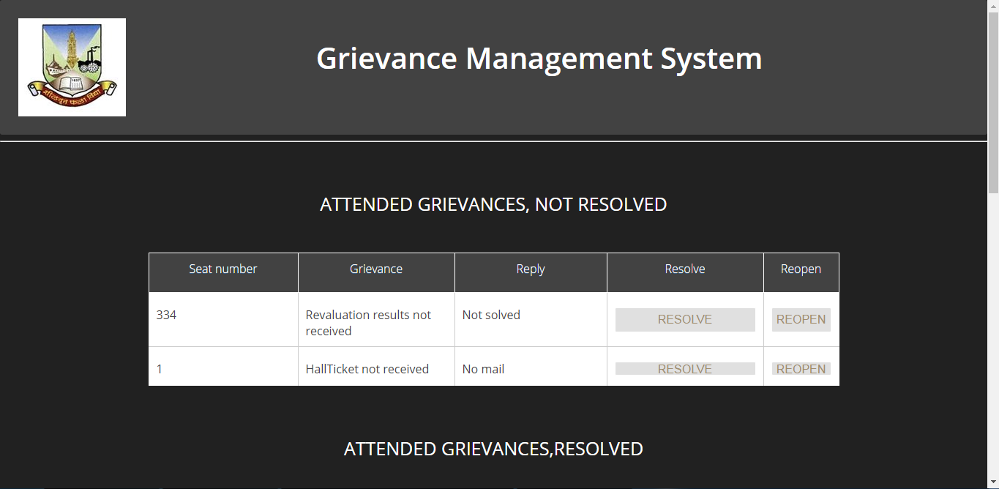 1857
शीलवृत्त फला विद्या
Grievance Management System
ATTENDED GRIEVANCES, NOT RESOLVED
Seat number Grievance Reply Resolve Reopen
334 Revaluation results not Not solved RESOLVE REOPEN
received
1 HallTicket not received No mail RESOLVE REOPEN
ATTENDED GRIEVANCES,RESOLVED